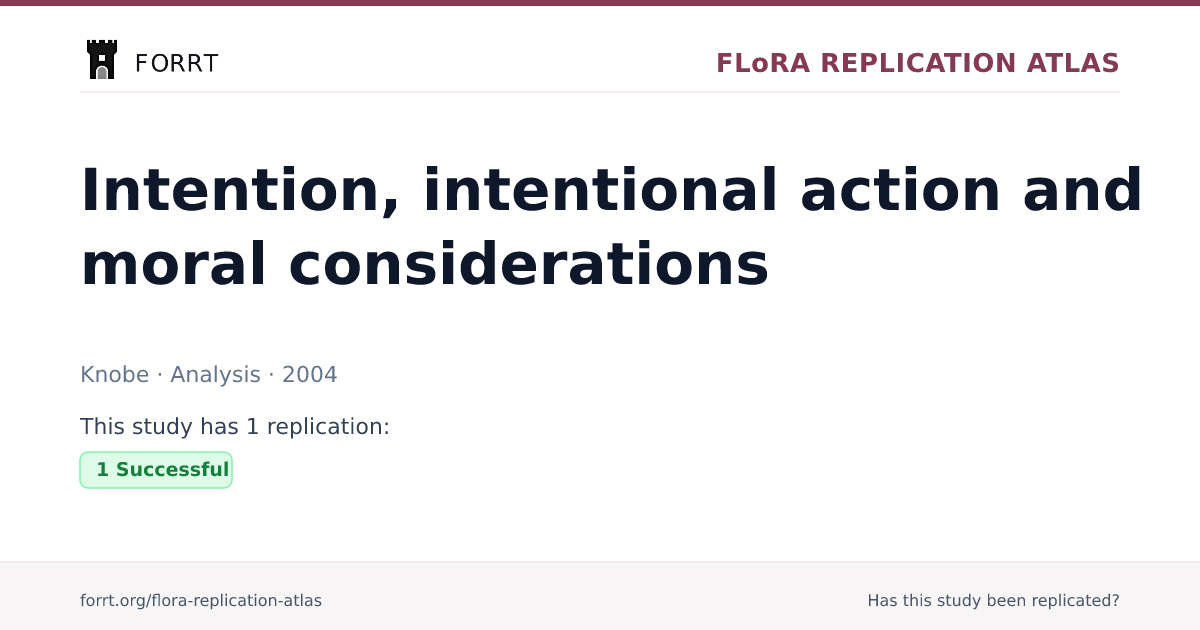 FORRT
FLoRA REPLICATION ATLAS
Intention, intentional action and
moral considerations
Knobe · Analysis · 2004
This study has 1 replication:
1 Successful
forrt.org/flora-replication-atlas
Has this study been replicated?